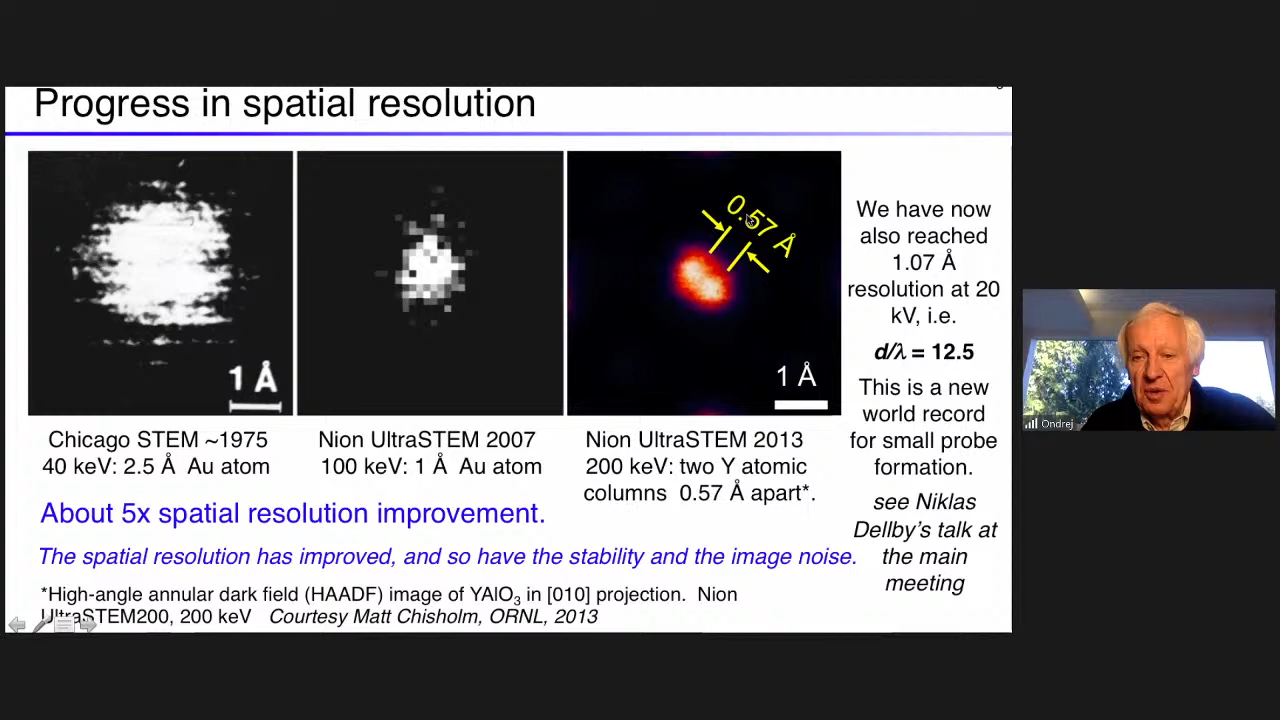 Progress in spatial resolution
0.57 Å
1 Å
1 Å
Chicago STEM ~1975
40 keV: 2.5 Å Au atom
Nion UltraSTEM 2007
100 keV: 1 Å Au atom
Nion UltraSTEM 2013
200 keV: two Y atomic
columns 0.57 Å apart*.
We have now
also reached
1.07 Å
resolution at 20
kV, i.e.
d/λ = 12.5
This is a new
world record
for small probe
formation.
see Niklas
Dellby's talk at
the main
meeting
About 5x spatial resolution improvement.
The spatial resolution has improved, and so have the stability and the image noise.
*High-angle annular dark field (HAADF) image of YAlO3 in [010] projection. Nion
UltraSTEM200, 200 keV Courtesy Matt Chisholm, ORNL, 2013
Ondrej